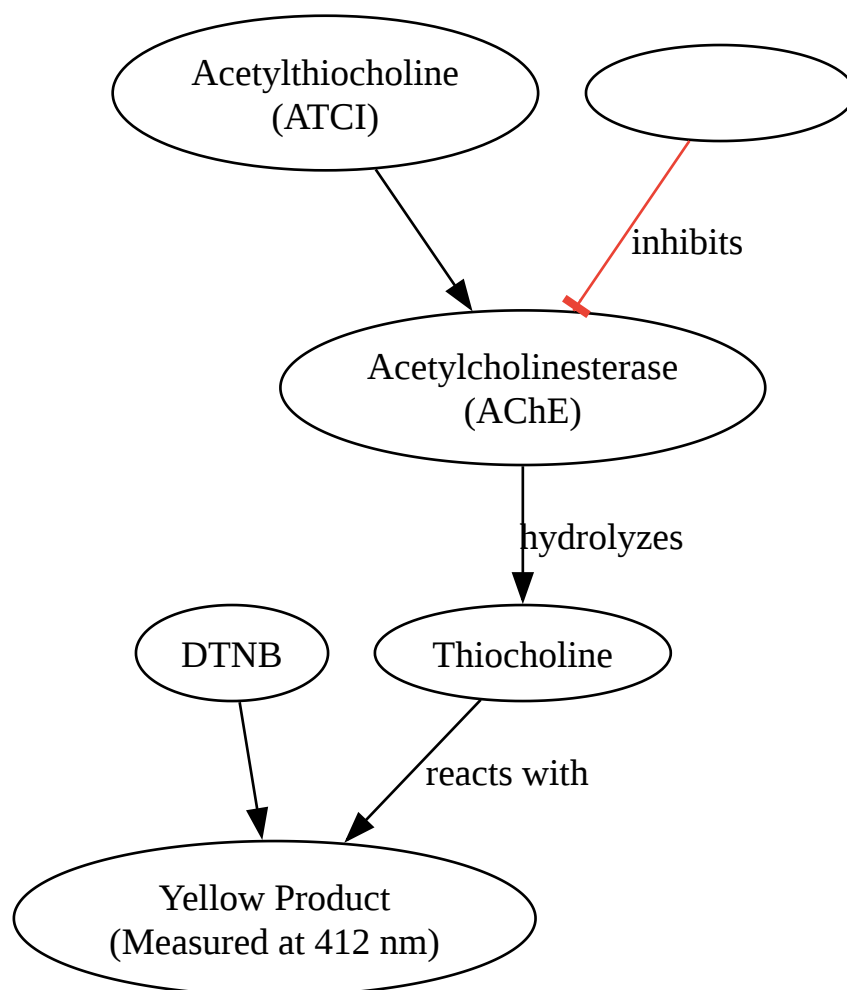 Acetylthiocholine
(ATCI)
inhibits
Acetylcholinesterase
(AChE)
hydrolyzes
DTNB
Thiocholine
reacts with
Yellow Product
(Measured at 412 nm)